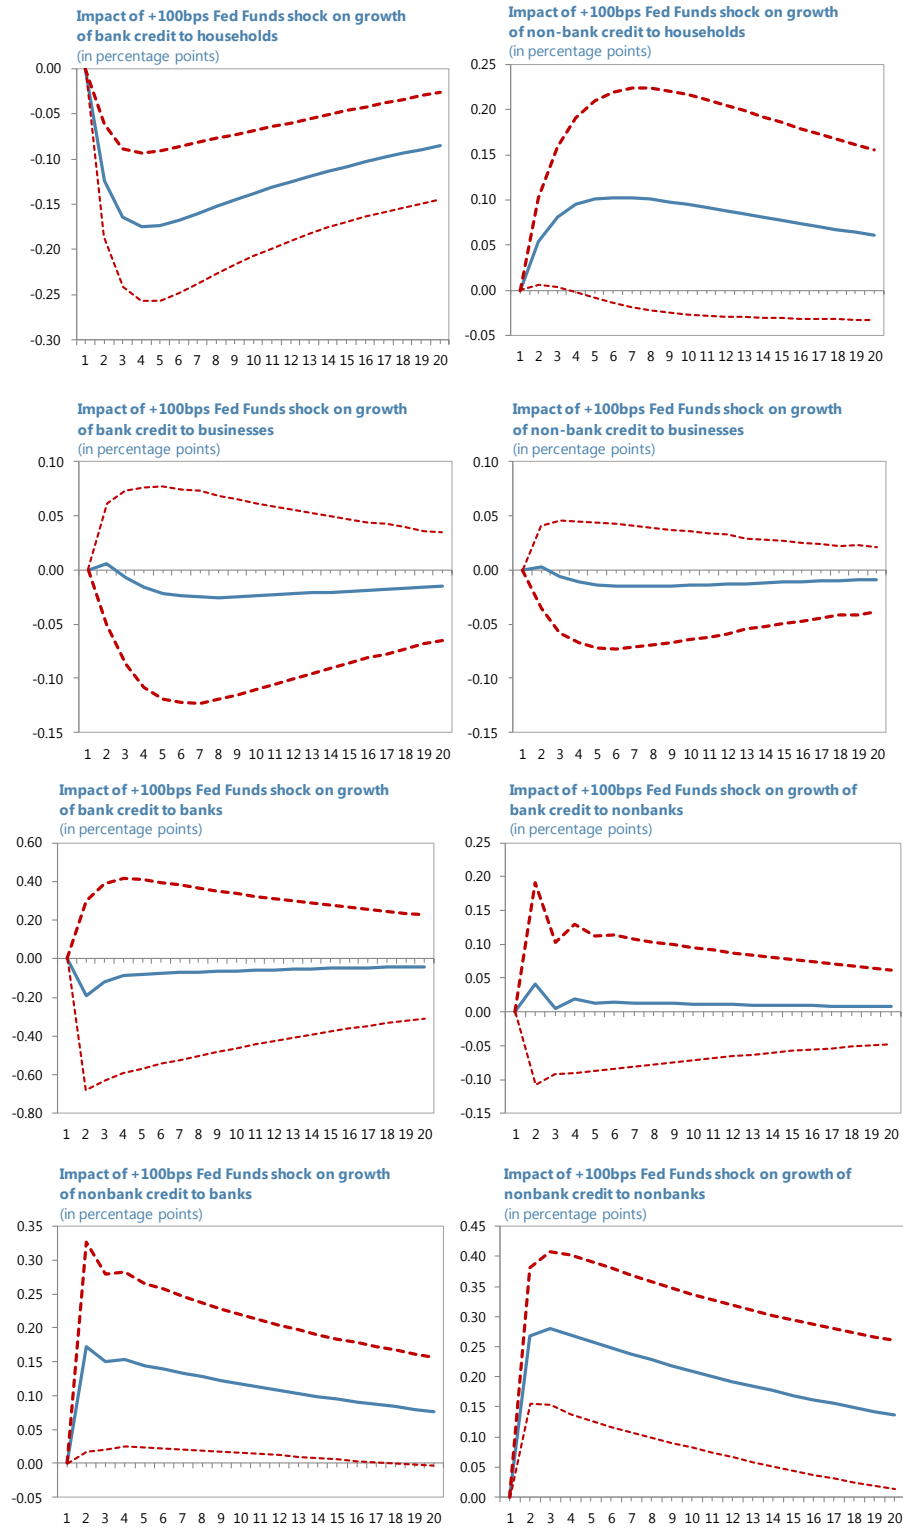 Impact of +100bps Fed Funds shock on growth
of bank credit to households
(in percentage points)
0.00
-0.05
-0.10
-0.15
-0.20
-0.25
-0.30
1 2 3 4 5 6 7 8 9 10 11 12 13 14 15 16 17 18 19 20
Impact of +100bps Fed Funds shock on growth
of non-bank credit to households
(in percentage points)
0.25
0.20
0.15
0.10
0.05
0.00
-0.05
1 2 3 4 5 6 7 8 9 10 11 12 13 14 15 16 17 18 19 20
Impact of +100bps Fed Funds shock on growth
of bank credit to businesses
(in percentage points)
0.10
0.05
0.00
-0.05
-0.10
-0.15
1 2 3 4 5 6 7 8 9 10 11 12 13 14 15 16 17 18 19 20
Impact of +100bps Fed Funds shock on growth
of non-bank credit to businesses
(in percentage points)
0.10
0.05
0.00
-0.05
-0.10
-0.15
1 2 3 4 5 6 7 8 9 10 11 12 13 14 15 16 17 18 19 20
Impact of +100bps Fed Funds shock on growth
of bank credit to banks
(in percentage points)
0.60
0.40
0.20
0.00
-0.20
-0.40
-0.60
-0.80
1 2 3 4 5 6 7 8 9 10 11 12 13 14 15 16 17 18 19 20
Impact of +100bps Fed Funds shock on growth of
bank credit to nonbanks
(in percentage points)
0.25
0.20
0.15
0.10
0.05
0.00
-0.05
-0.10
-0.15
1 2 3 4 5 6 7 8 9 10 11 12 13 14 15 16 17 18 19 20
Impact of +100bps Fed Funds shock on growth
of nonbank credit to banks
(in percentage points)
0.35
0.30
0.25
0.20
0.15
0.10
0.05
0.00
-0.05
1 2 3 4 5 6 7 8 9 10 11 12 13 14 15 16 17 18 19 20
Impact of +100bps Fed Funds shock on growth of
nonbank credit to nonbanks
(in percentage points)
0.45
0.40
0.35
0.30
0.25
0.20
0.15
0.10
0.05
0.00
1 2 3 4 5 6 7 8 9 10 11 12 13 14 15 16 17 18 19 20